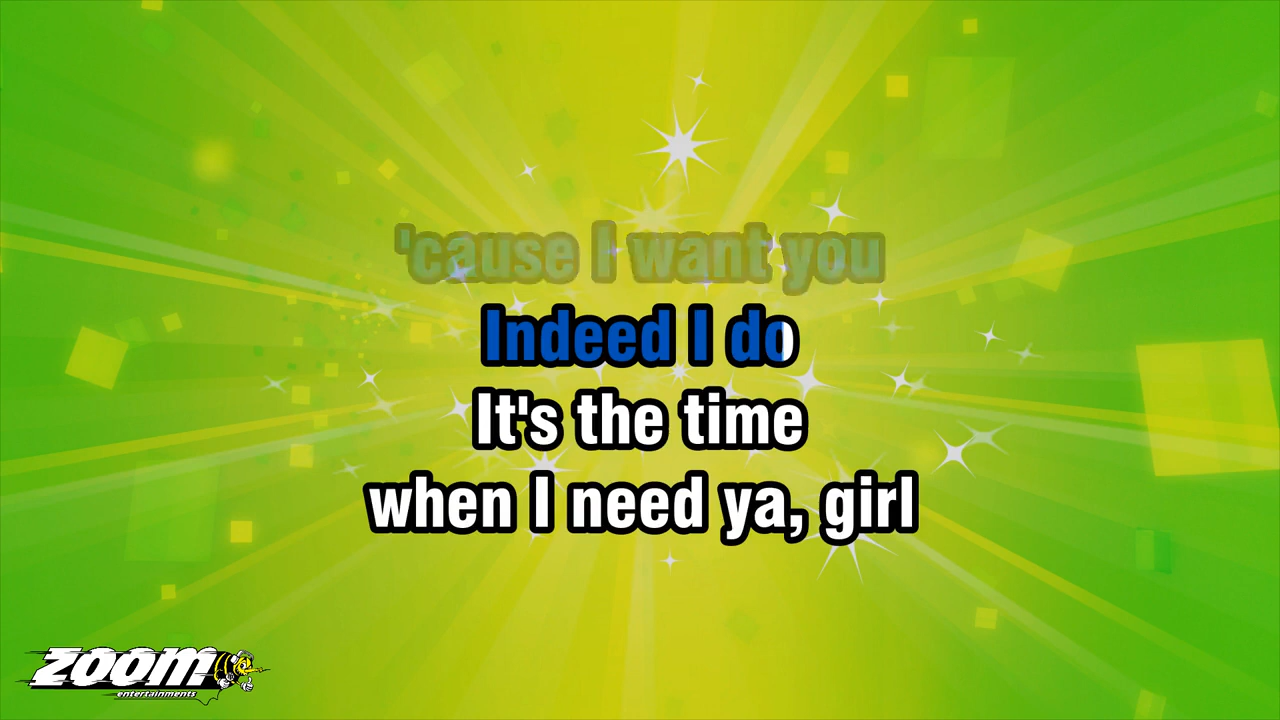 'cause I want you
Indeed I do
It's the time
when I need ya, girl
zoom
entertainments